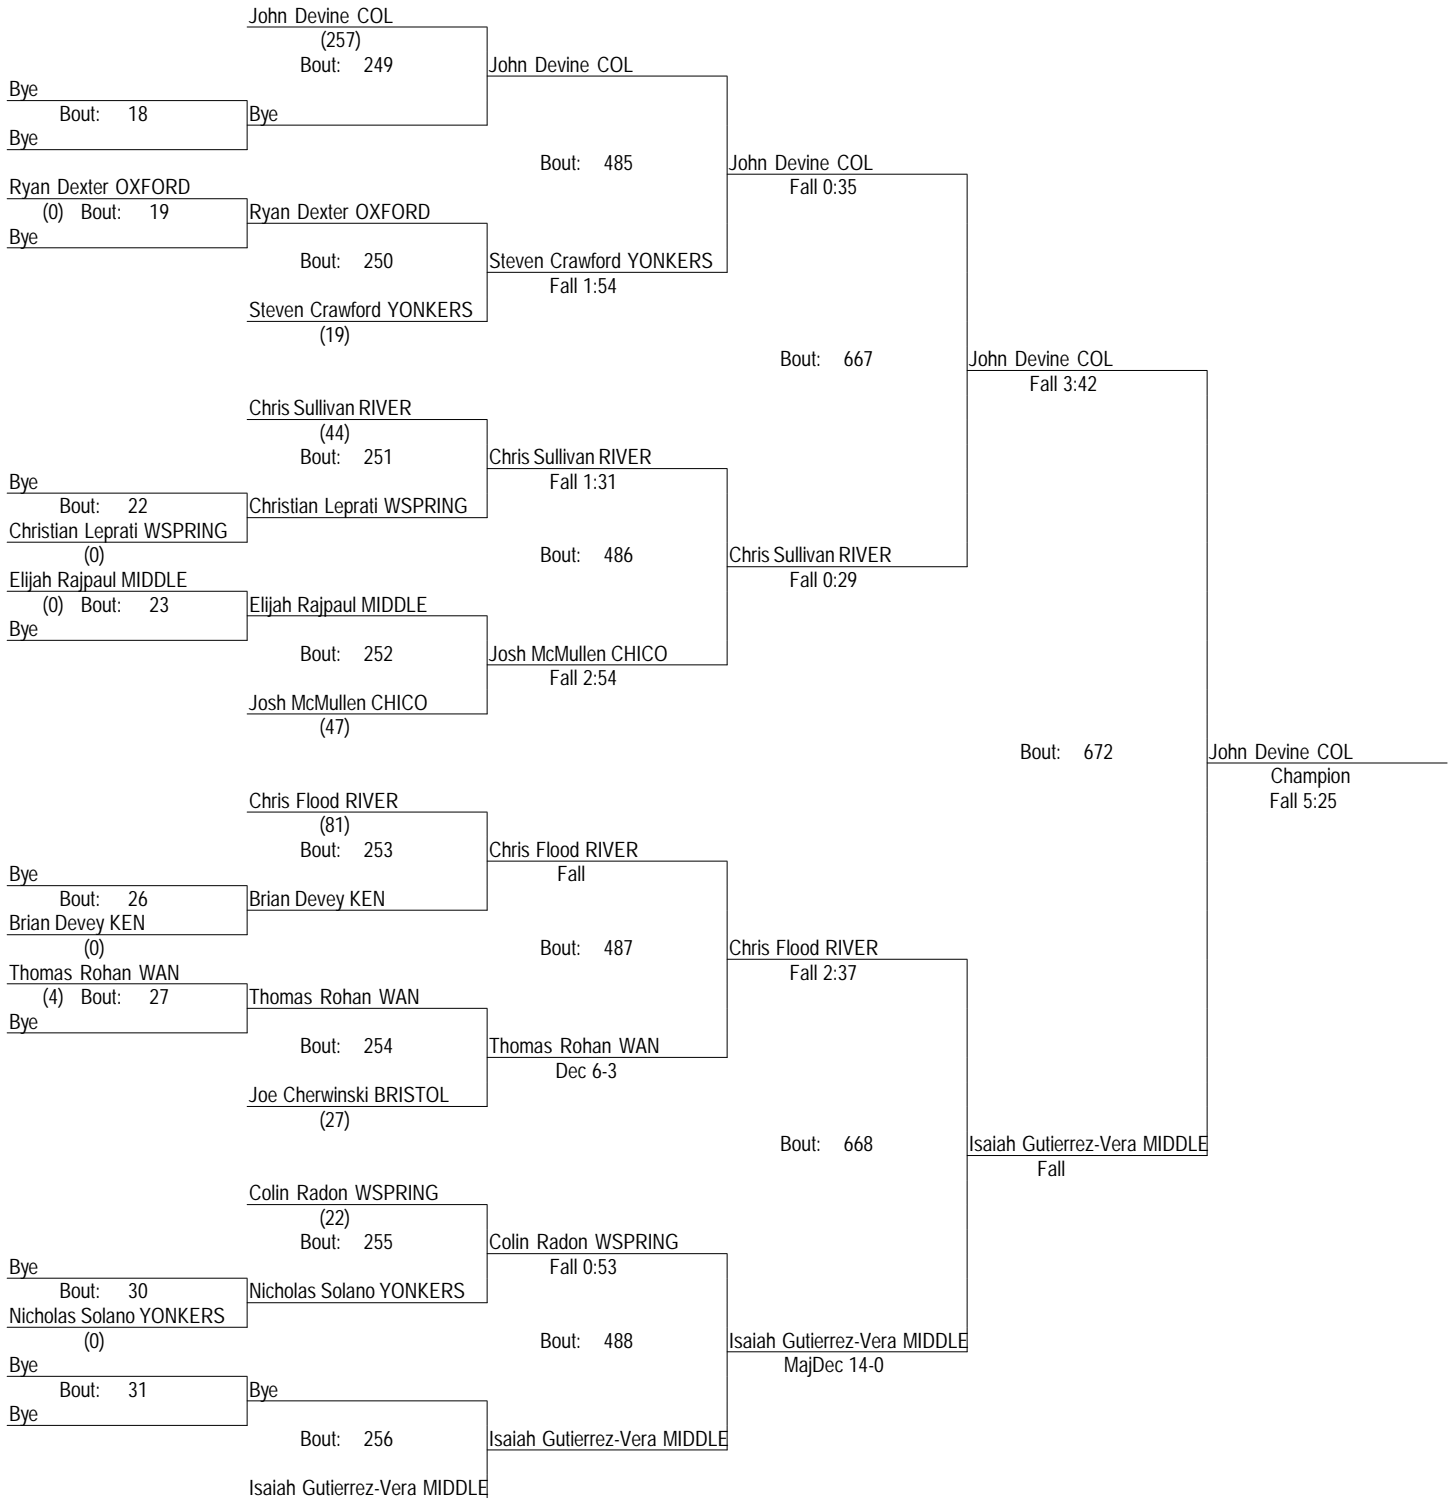 John Devine COL
(257)
Bout: 249
John Devine COL
Bye
Bout: 18
Bye
Bye
Bout: 485
John Devine COL
Fall 0:35
Ryan Dexter OXFORD
(0) Bout: 19
Ryan Dexter OXFORD
Bye
Bout: 250
Steven Crawford YONKERS
Fall 1:54
Steven Crawford YONKERS
(19)
Bout: 667
John Devine COL
Fall 3:42
Chris Sullivan RIVER
(44)
Bout: 251
Chris Sullivan RIVER
Fall 1:31
Bye
Bout: 22
Christian Leprati WSPRING
Christian Leprati WSPRING
(0)
Bout: 486
Chris Sullivan RIVER
Fall 0:29
Elijah Rajpaul MIDDLE
(0) Bout: 23
Elijah Rajpaul MIDDLE
Bye
Bout: 252
Josh McMullen CHICO
Fall 2:54
Josh McMullen CHICO
(47)
Bout: 672
John Devine COL
Champion
Fall 5:25
Chris Flood RIVER
(81)
Bout: 253
Chris Flood RIVER
Fall
Bye
Bout: 26
Brian Devey KEN
Brian Devey KEN
(0)
Bout: 487
Chris Flood RIVER
Fall 2:37
Thomas Rohan WAN
(4) Bout: 27
Thomas Rohan WAN
Bye
Bout: 254
Thomas Rohan WAN
Dec 6-3
Joe Cherwinski BRISTOL
(27)
Bout: 668
Isaiah Gutierrez-Vera MIDDLE
Fall
Colin Radon WSPRING
(22)
Bout: 255
Colin Radon WSPRING
Fall 0:53
Bye
Bout: 30
Nicholas Solano YONKERS
Nicholas Solano YONKERS
(0)
Bout: 488
Isaiah Gutierrez-Vera MIDDLE
MajDec 14-0
Bye
Bout: 31
Bye
Bye
Bout: 256
Isaiah Gutierrez-Vera MIDDLE
Isaiah Gutierrez-Vera MIDDLE